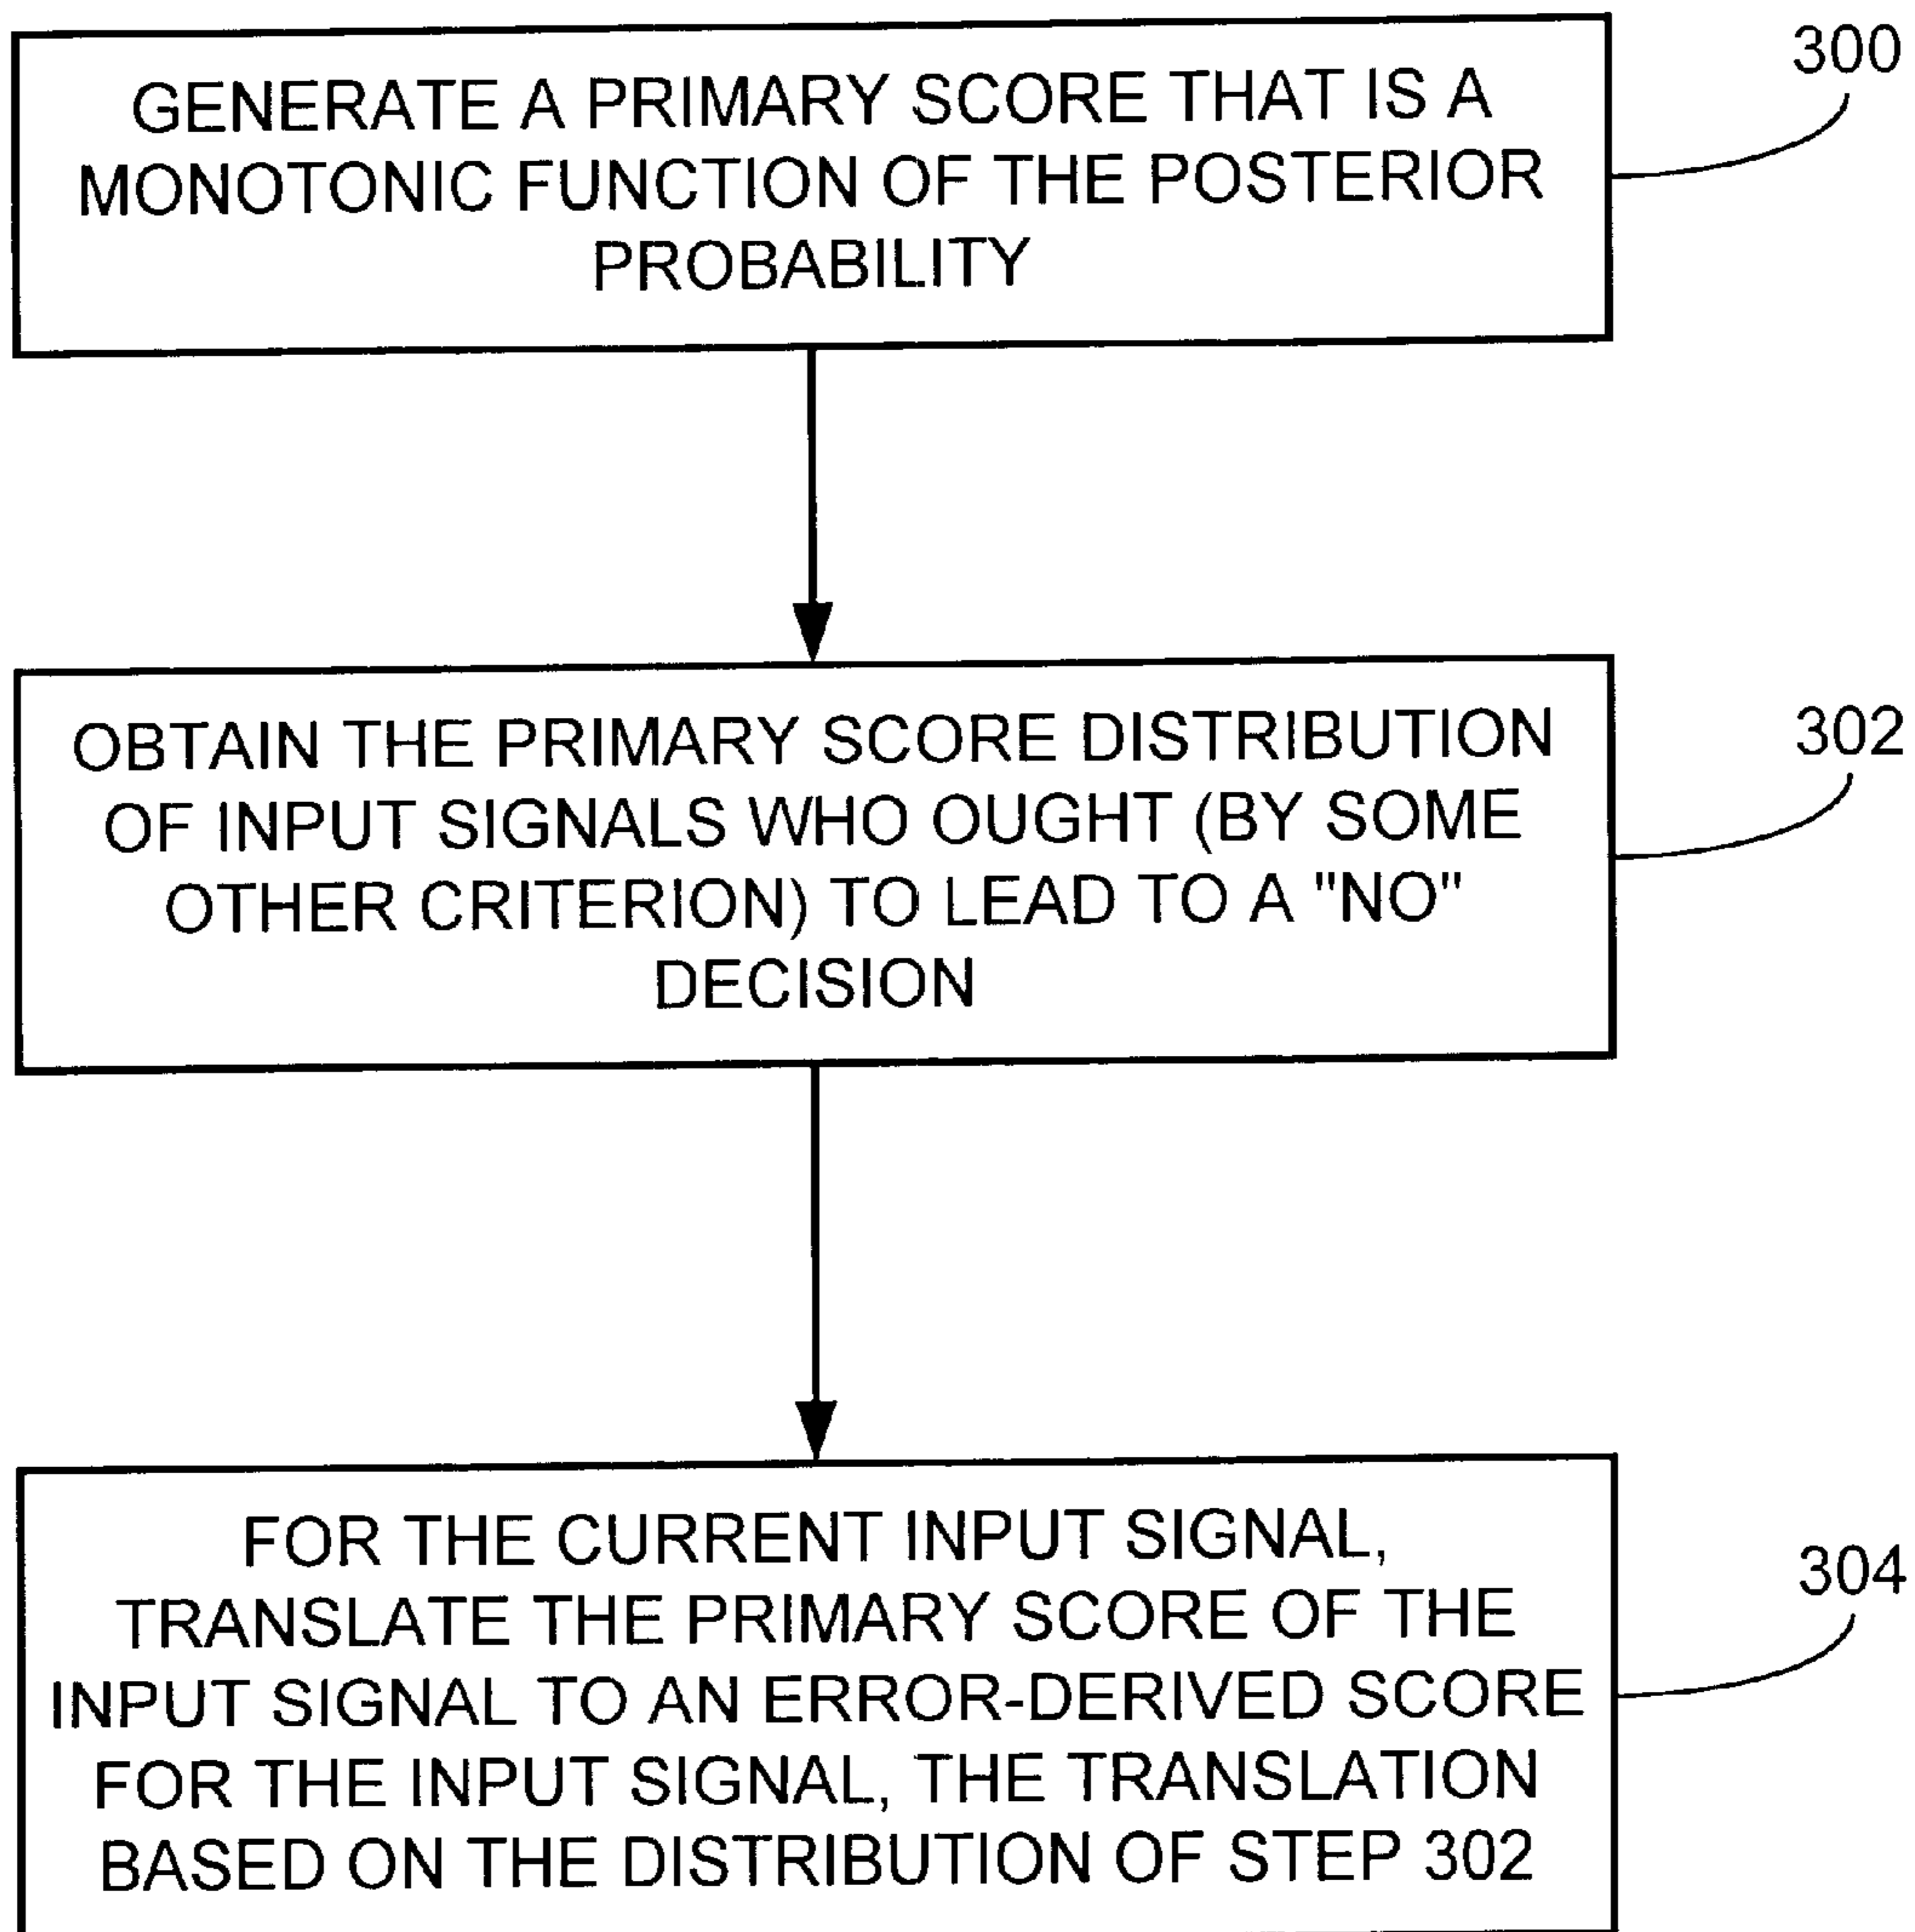 300
GENERATE A PRIMARY SCORE THAT IS A
MONOTONIC FUNCTION OF THE POSTERIOR
PROBABILITY
302
OBTAIN THE PRIMARY SCORE DISTRIBUTION
OF INPUT SIGNALS WHO OUGHT (BY SOME
OTHER CRITERION) TO LEAD TO A "NO"
DECISION
304
FOR THE CURRENT INPUT SIGNAL,
TRANSLATE THE PRIMARY SCORE OF THE
INPUT SIGNAL TO AN ERROR-DERIVED SCORE
FOR THE INPUT SIGNAL, THE TRANSLATION
BASED ON THE DISTRIBUTION OF STEP 302